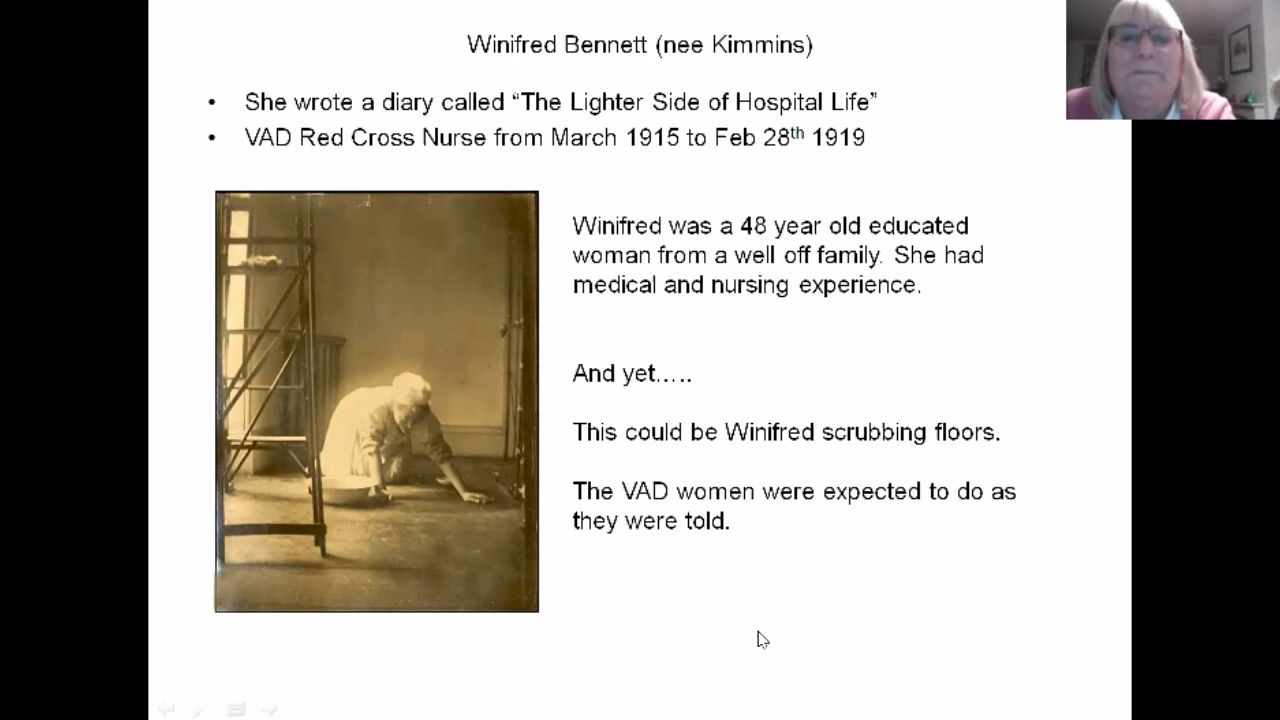 Winifred Bennett (nee Kimmins)
• She wrote a diary called “The Lighter Side of Hospital Life”
• VAD Red Cross Nurse from March 1915 to Feb 28th 1919
Winifred was a 48 year old educated
woman from a well off family. She had
medical and nursing experience.
And yet…..
This could be Winifred scrubbing floors.
The VAD women were expected to do as
they were told.